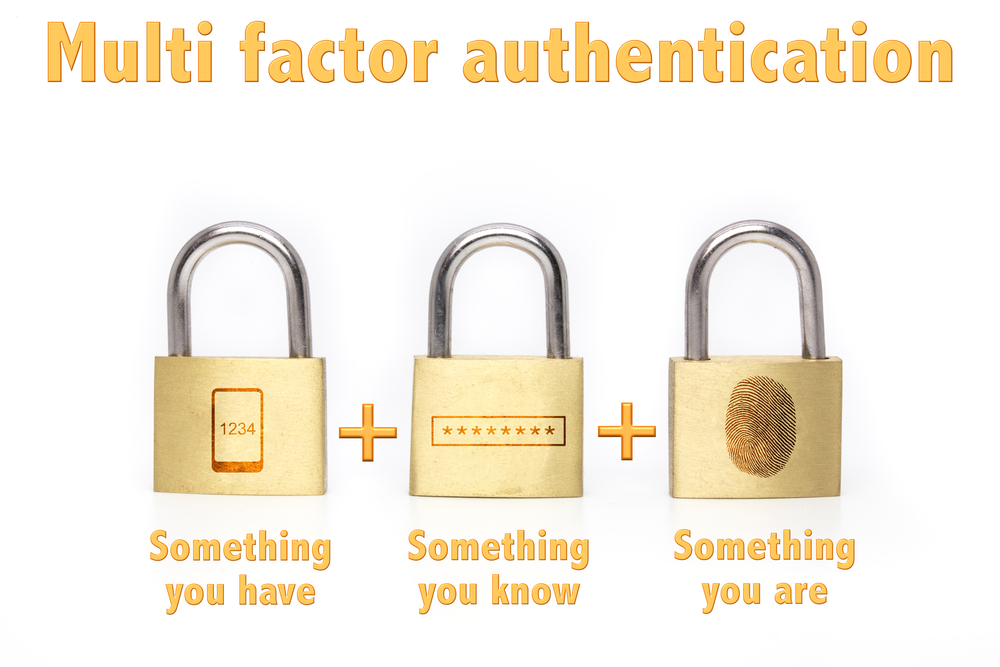 Multi factor authentication
1234
********
Something
you have
+
Something
you know
+
Something
you are